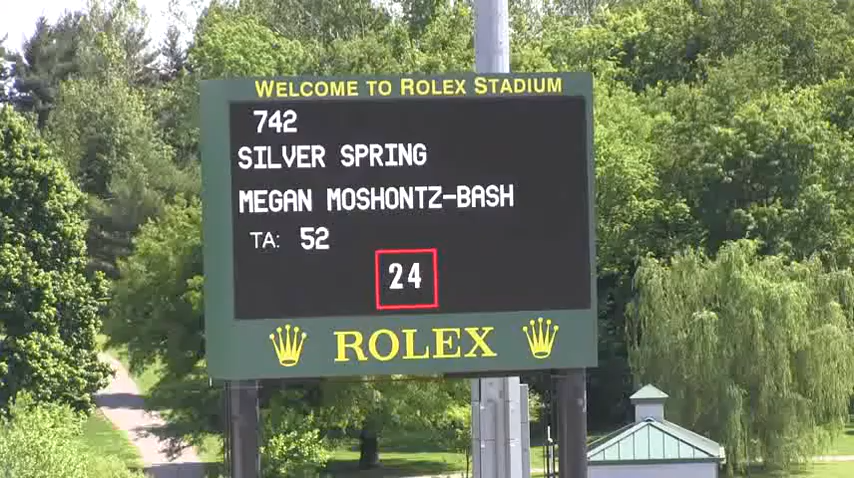 WELCOME TO ROLEX STADIUM
742
SILVER SPRING
MEGAN MOSHONTZ-BASH
TA: 52
24
ROLEX